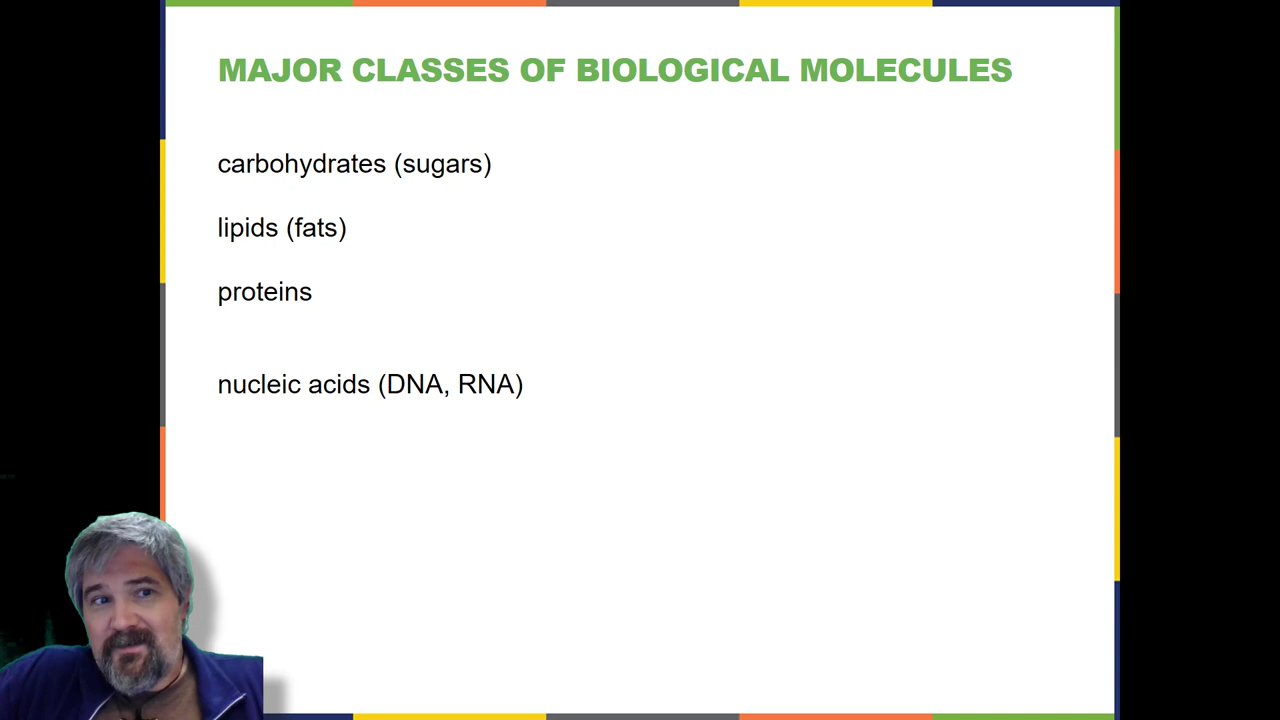 MAJOR CLASSES OF BIOLOGICAL MOLECULES
carbohydrates (sugars)
lipids (fats)
proteins
nucleic acids (DNA, RNA)